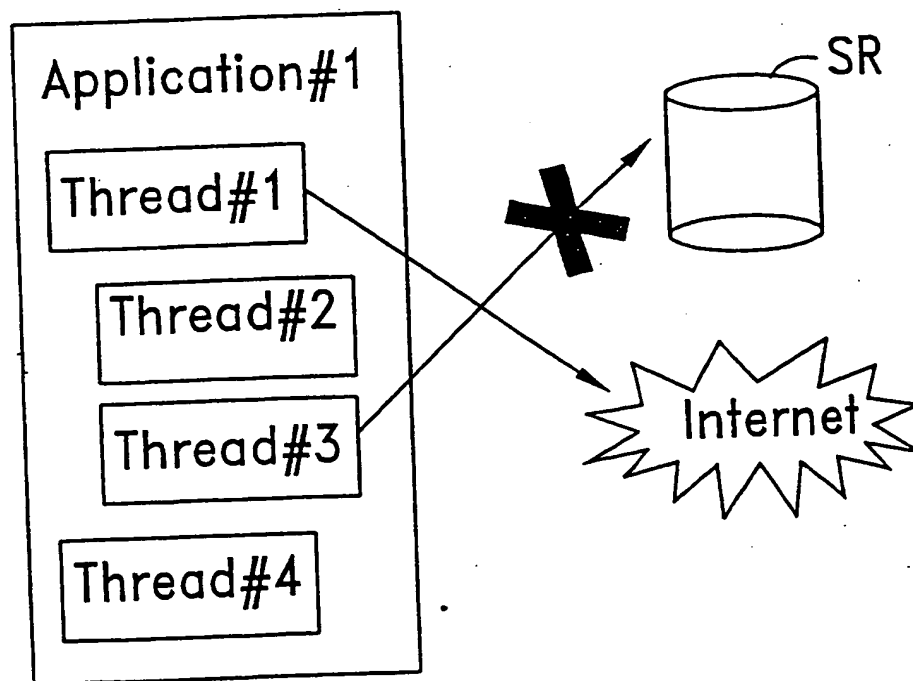 Application#1
SR
Thread#1
Thread#2
Thread#3
Internet
Thread#4